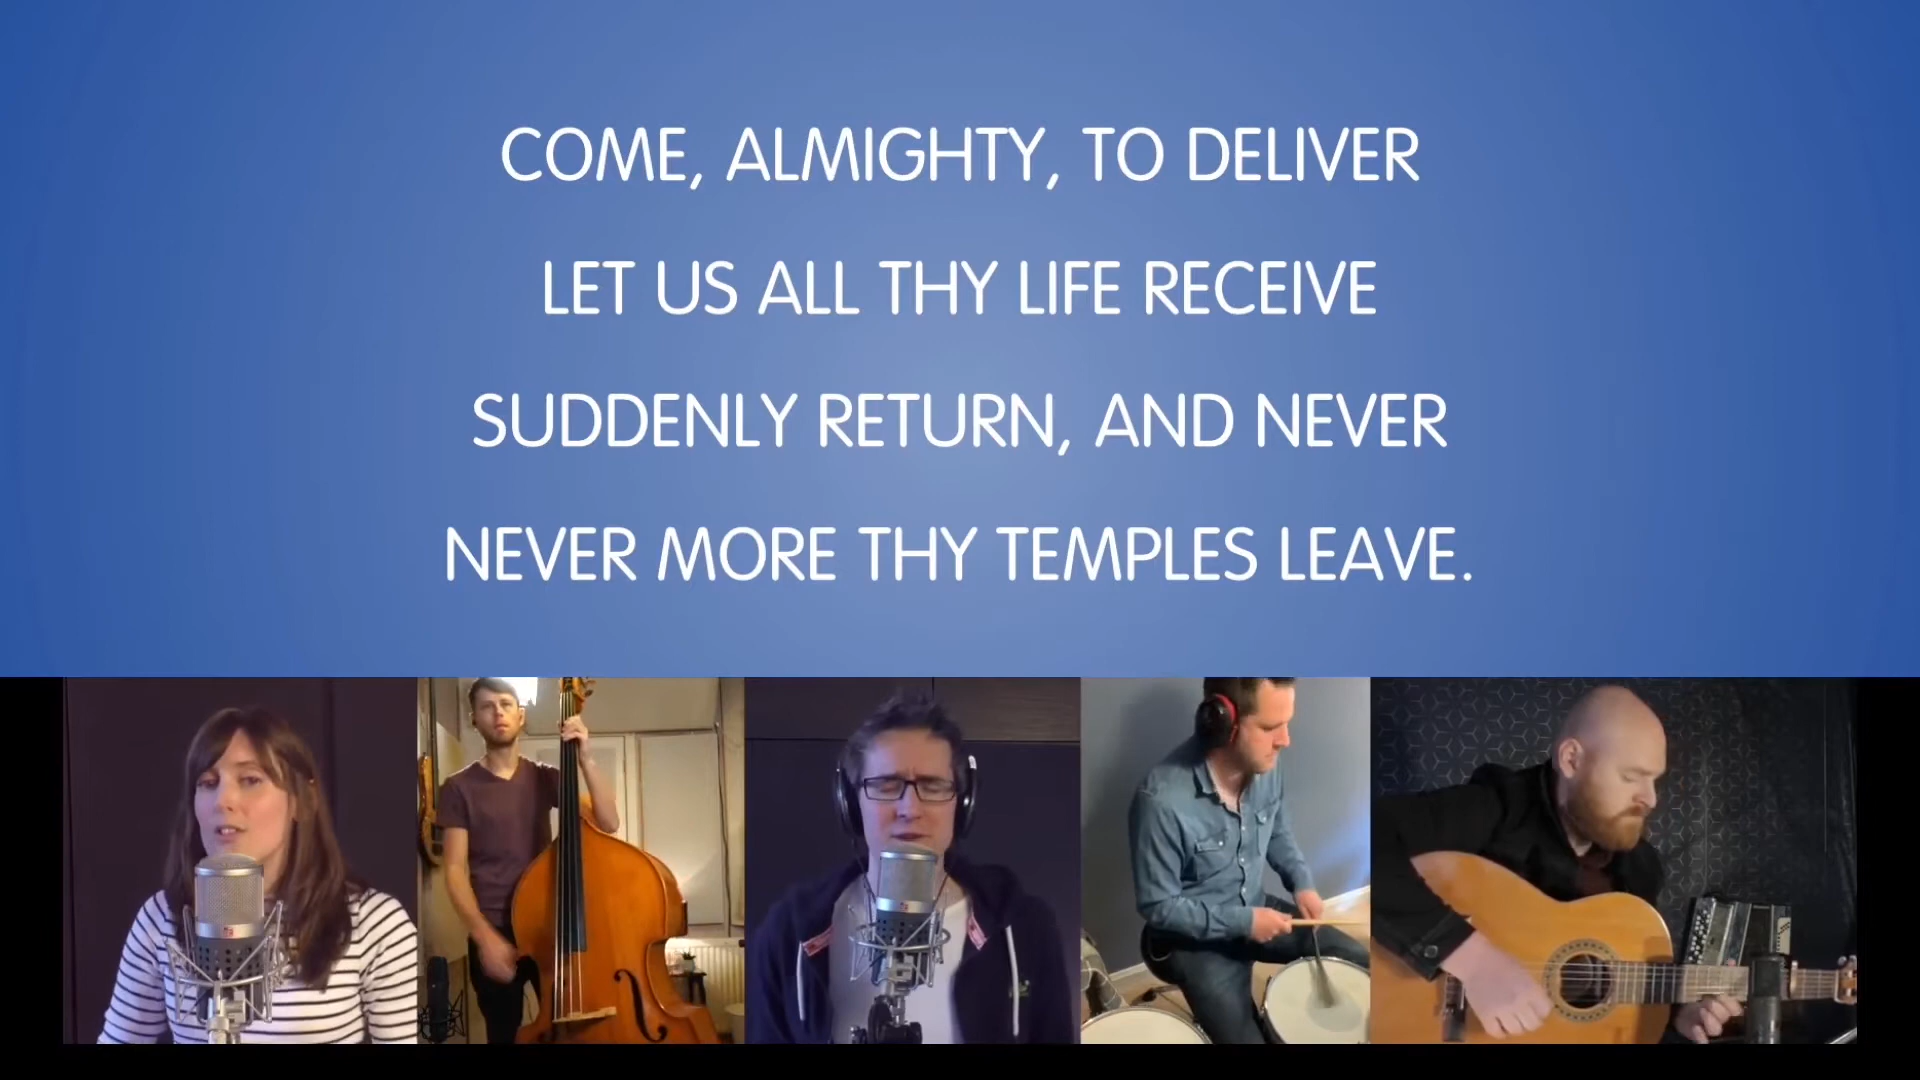 COME, ALMIGHTY, TO DELIVER
LET US ALL THY LIFE RECEIVE
SUDDENLY RETURN, AND NEVER
NEVER MORE THY TEMPLES LEAVE.